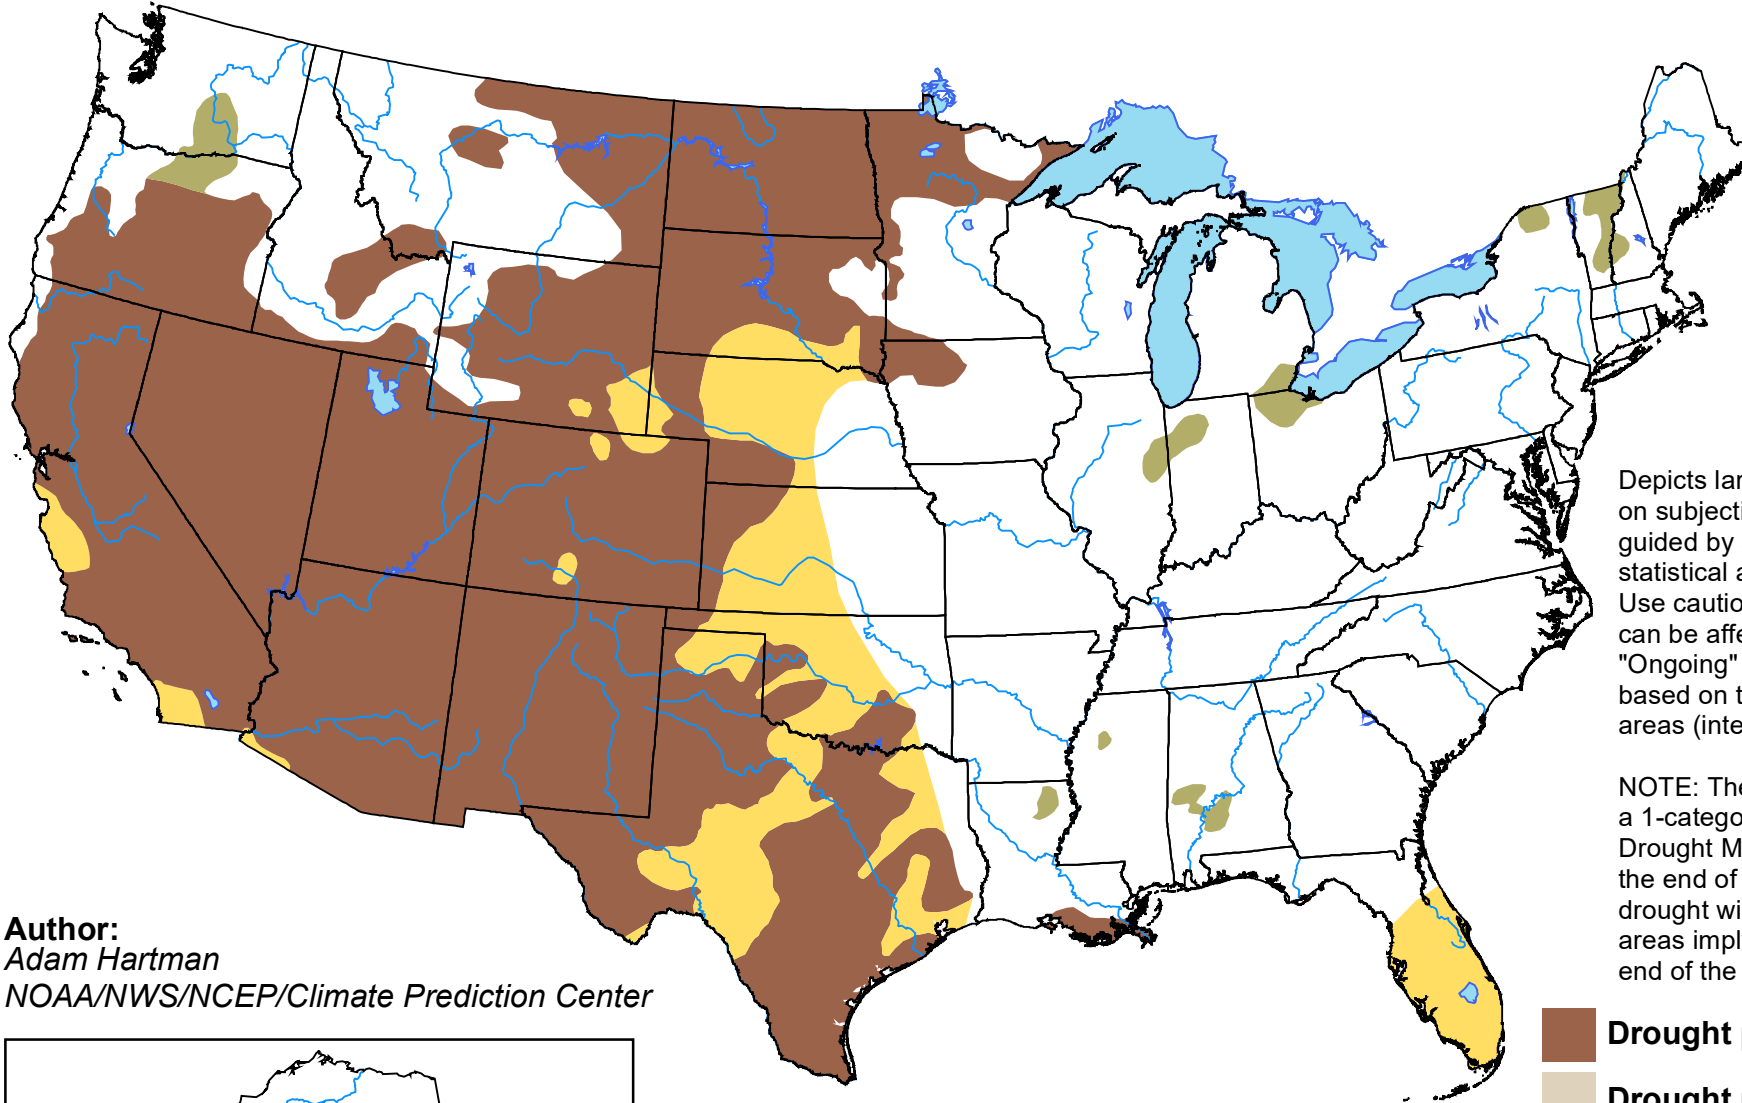 Depicts lar
on subjecti
guided by
statistical a
Use cautio
can be affe
"Ongoing"
based on t
areas (inte
NOTE: The
a 1-catego
Drought M
the end of
drought wi
areas impl
end of the
Author:
Adam Hartman
NOAA/NWS/NCEP/Climate Prediction Center
Drought
Drought